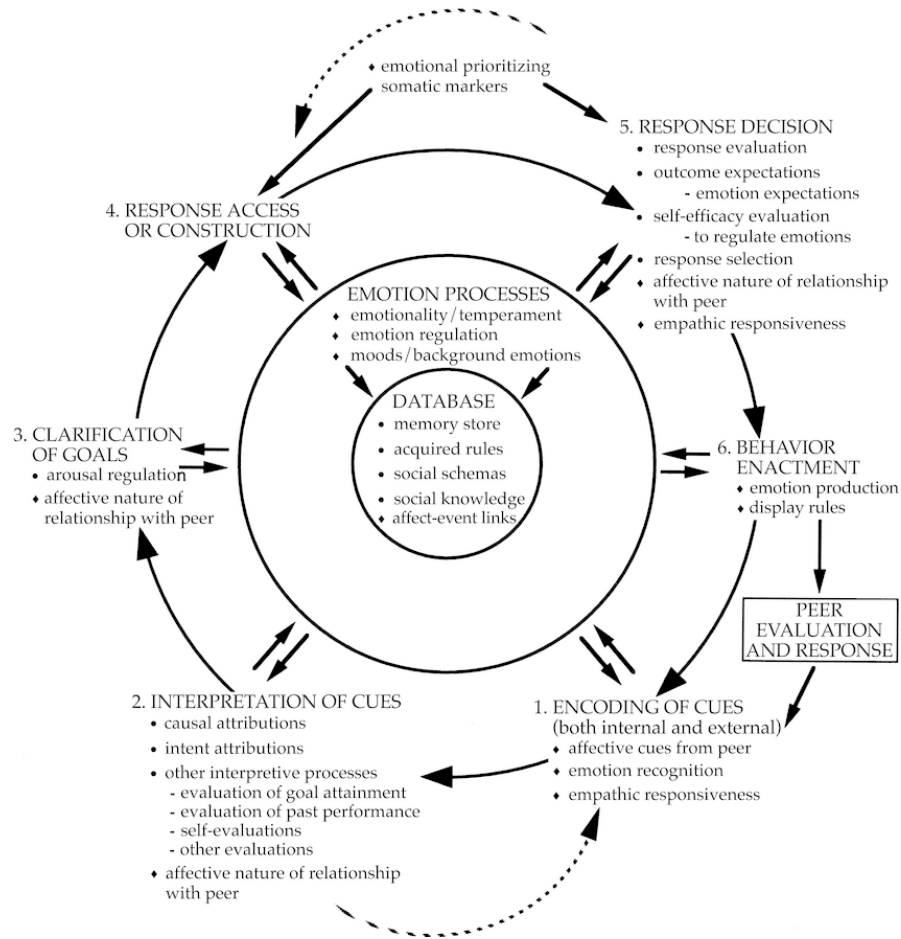 ♦ emotional prioritizing
somatic markers
5. RESPONSE DECISION
• response evaluation
• outcome expectations
- emotion expectations
• self-efficacy evaluation
- to regulate emotions
• response selection
♦ affective nature of relationship
with peer
♦ empathic responsiveness
4. RESPONSE ACCESS
OR CONSTRUCTION
EMOTION PROCESSES
♦ emotionality/temperament
♦ emotion regulation
♦ moods/background emotions
DATABASE
• memory store
• acquired rules
• social schemas
• social knowledge
♦ affect-event links
3. CLARIFICATION
OF GOALS
• arousal regulation
♦ affective nature of
relationship with peer
6. BEHAVIOR
ENACTMENT
♦ emotion production
♦ display rules
PEER
EVALUATION
AND RESPONSE
2. INTERPRETATION OF CUES
• causal attributions
• intent attributions
• other interpretive processes
- evaluation of goal attainment
- evaluation of past performance
- self-evaluations
- other evaluations
♦ affective nature of relationship
with peer
1. ENCODING OF CUES
(both internal and external)
♦ affective cues from peer
♦ emotion recognition
♦ empathic responsiveness